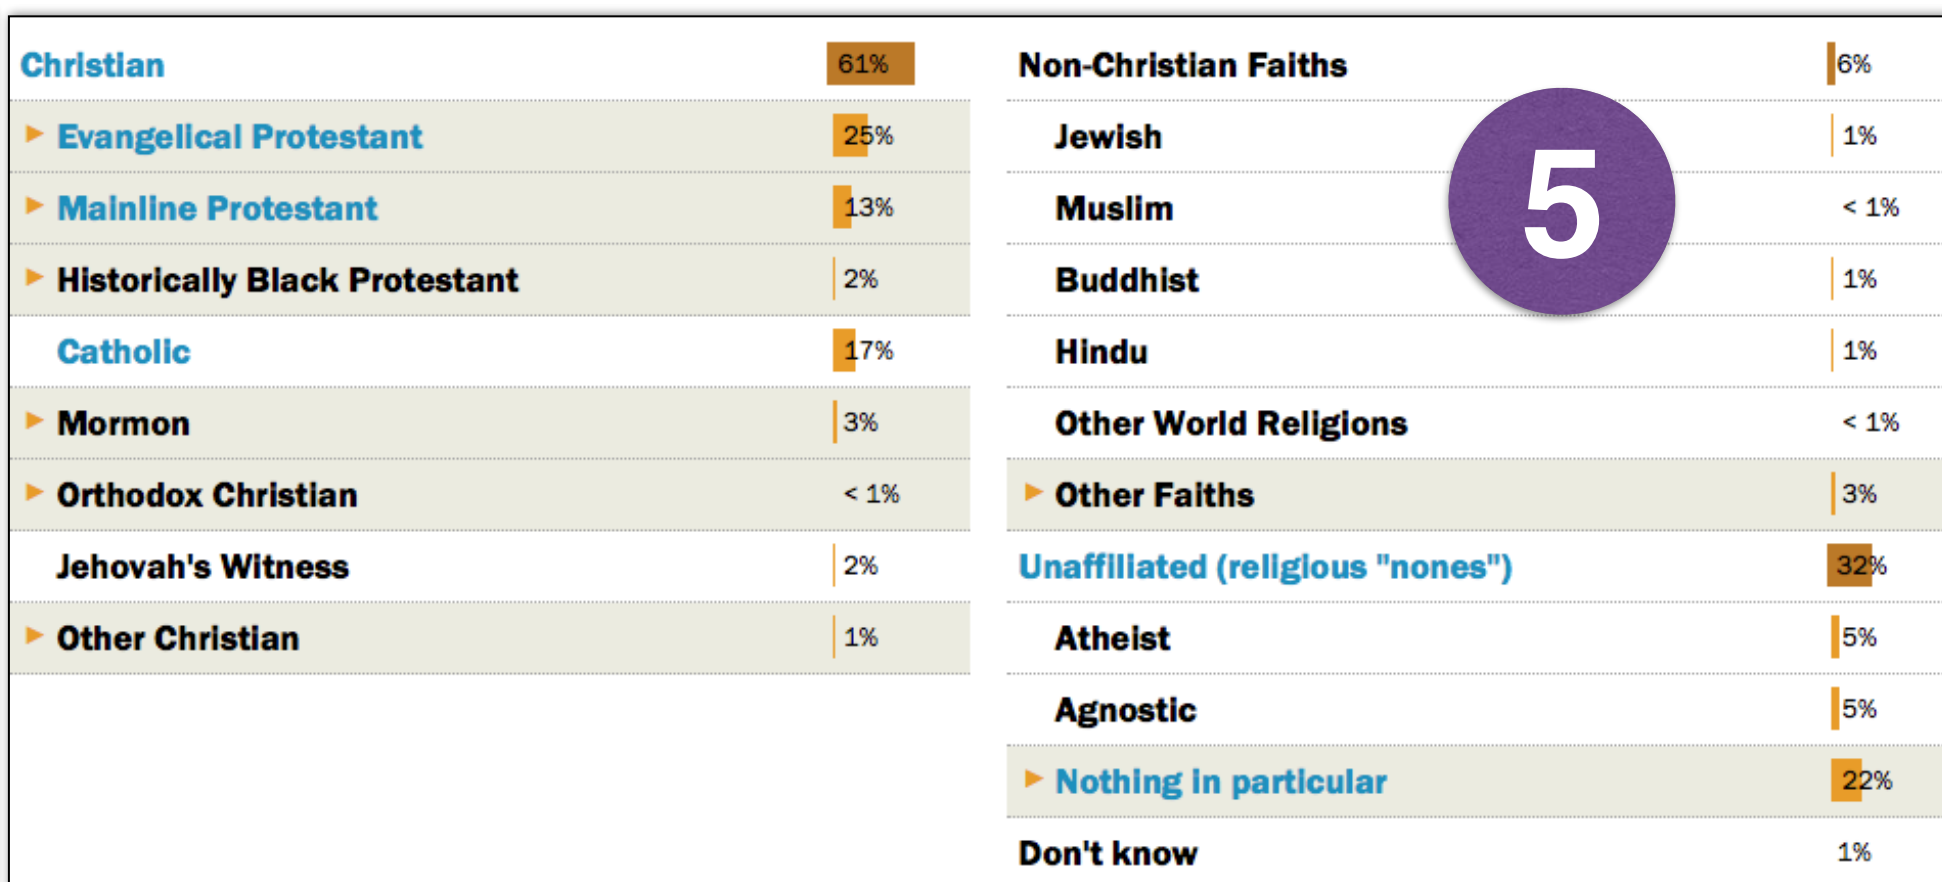 Christian 61%
Evangelical Protestant 25%
Mainline Protestant 13%
Historically Black Protestant 2%
Catholic 17%
Mormon 3%
Orthodox Christian < 1%
Jehovah's Witness 2%
Other Christian 1%
Non-Christian Faiths 6%
Jewish 1%
Muslim < 1%
Buddhist 1%
Hindu 1%
Other World Religions < 1%
Other Faiths 3%
Unaffiliated (religious "nones") 32%
Atheist 5%
Agnostic 5%
Nothing in particular 22%
Don't know 1%
5